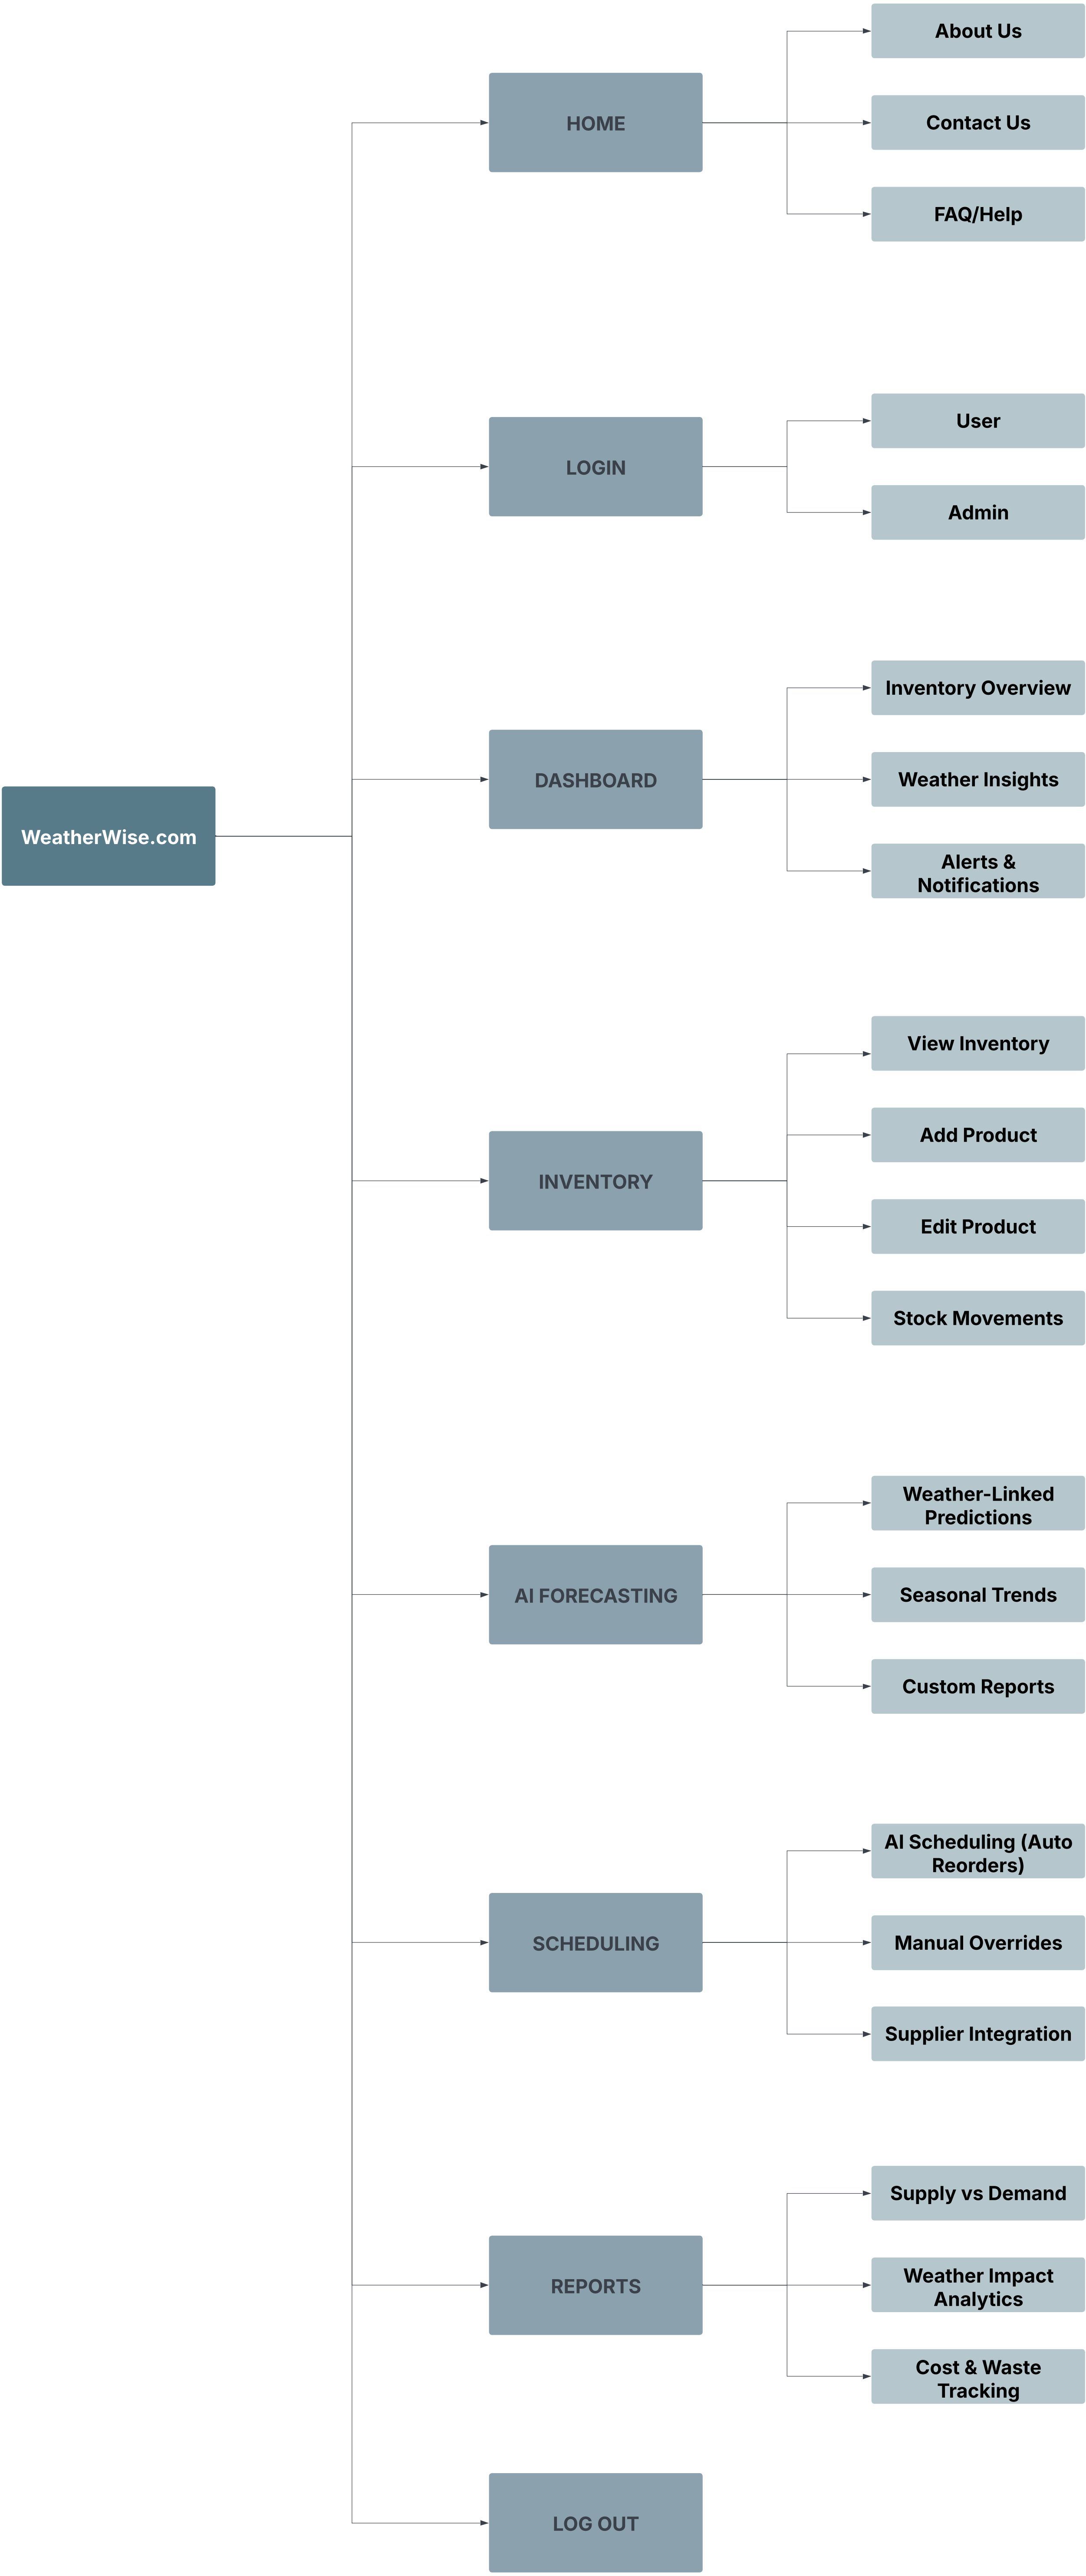 WeatherWise.com
HOME
About Us
Contact Us
FAQ/Help
LOGIN
User
Admin
DASHBOARD
Inventory Overview
Weather Insights
Alerts &
Notifications
INVENTORY
View Inventory
Add Product
Edit Product
Stock Movements
AI FORECASTING
Weather-Linked
Predictions
Seasonal Trends
Custom Reports
SCHEDULING
AI Scheduling (Auto
Reorders)
Manual Overrides
Supplier Integration
REPORTS
Supply vs Demand
Weather Impact
Analytics
Cost & Waste
Tracking
LOG OUT